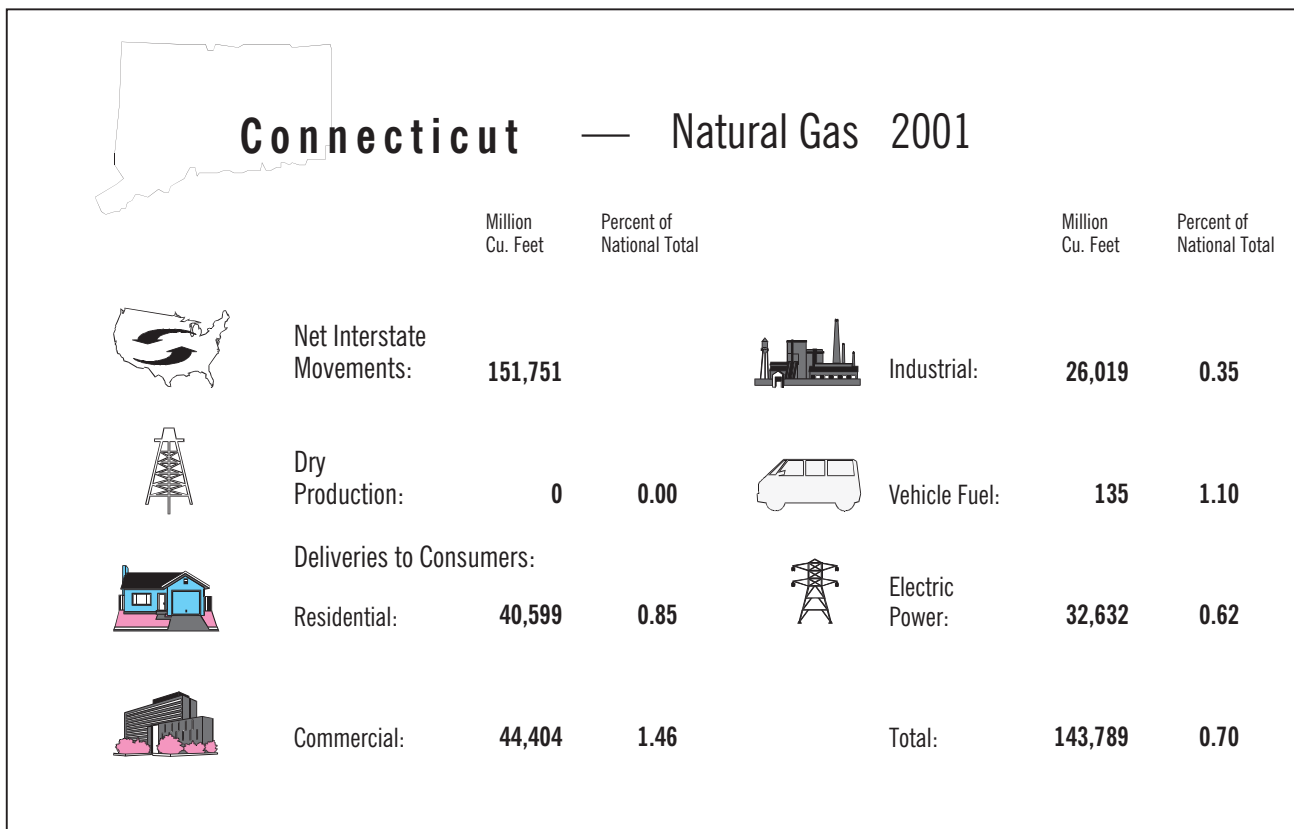 Connecticut — Natural Gas 2001
Million Cu. Feet
Percent of National Total
Net Interstate
Movements: 151,751
Dry
Production: 0 0.00
Deliveries to Consumers:
Residential: 40,599 0.85
Commercial: 44,404 1.46
Million Cu. Feet
Percent of National Total
Industrial: 26,019 0.35
Vehicle Fuel: 135 1.10
Electric
Power: 32,632 0.62
Total: 143,789 0.70